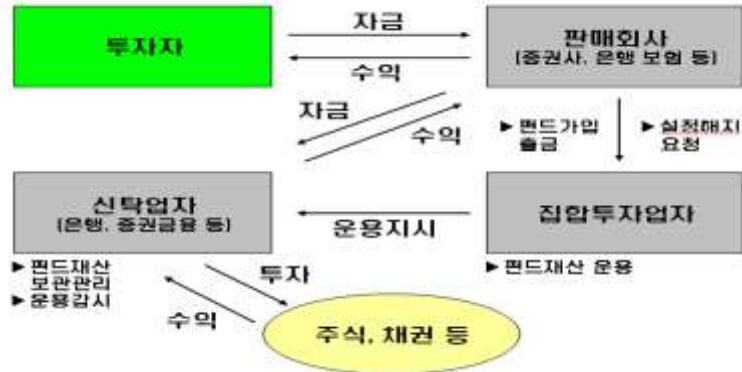 투자자
자금
수익
판매회사
(증권사, 은행 보험 등)
자금
수익
▶ 펀드가입
출금
▶ 설정해지
요청
신탁업자
(은행, 증권금융 등)
운용지시
집합투자업자
▶ 펀드재산
보관관리
▶ 운용감시
투자
수익
▶ 펀드재산 운용
주식, 채권 등